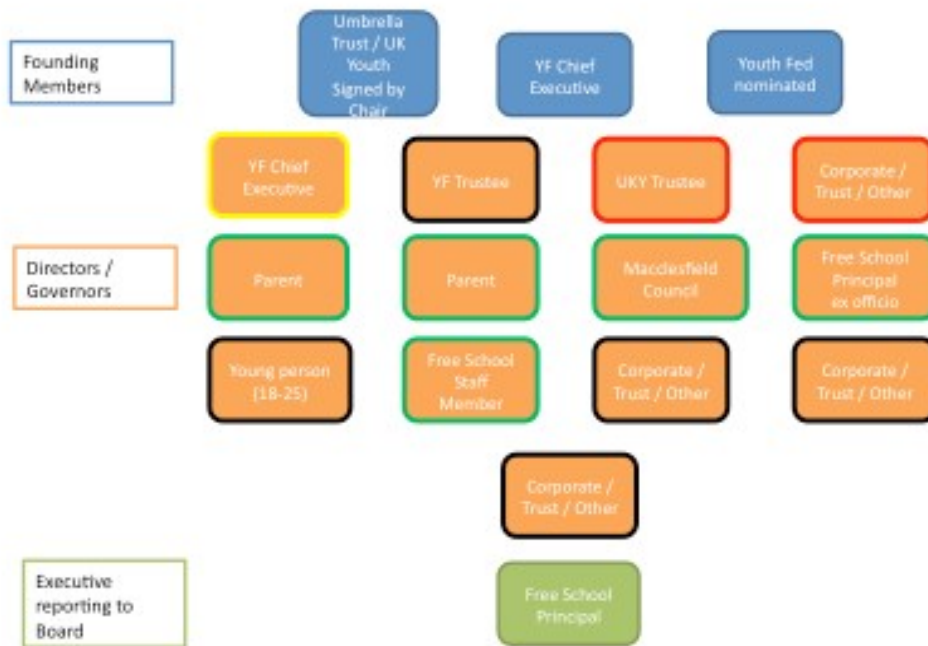 Founding
Members
Umbrella
Trust / UK
Youth
Signed by
Chair
YF Chief
Executive
Youth Fed
nominated
YF Chief
Executive
YF Trustee
UKY Trustee
Corporate /
Trust / Other
Directors /
Governors
Parent
Parent
Macclesfield
Council
Free School
Principal
ex officio
Young person
(18-25)
Free School
Staff
Member
Corporate /
Trust / Other
Corporate /
Trust / Other
Corporate /
Trust / Other
Executive
reporting to
Board
Free School
Principal